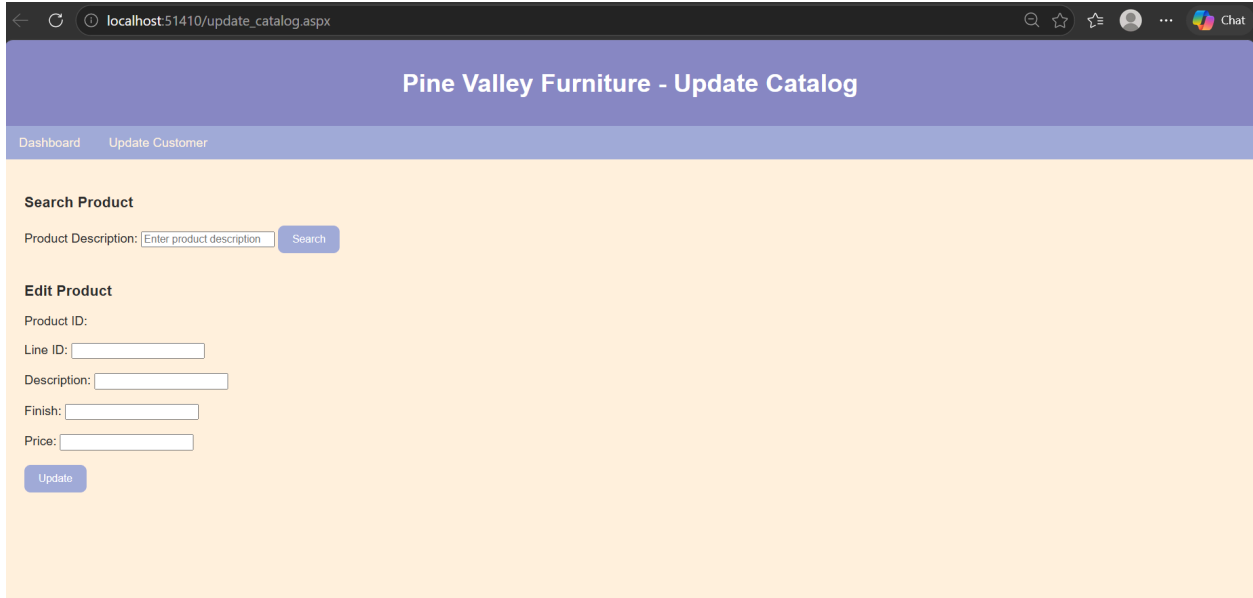 localhost:51410/update_catalog.aspx
Chat
Pine Valley Furniture - Update Catalog
Dashboard Update Customer
Search Product
Product Description: Enter product description Search
Edit Product
Product ID:
Line ID:
Description:
Finish:
Price:
Update